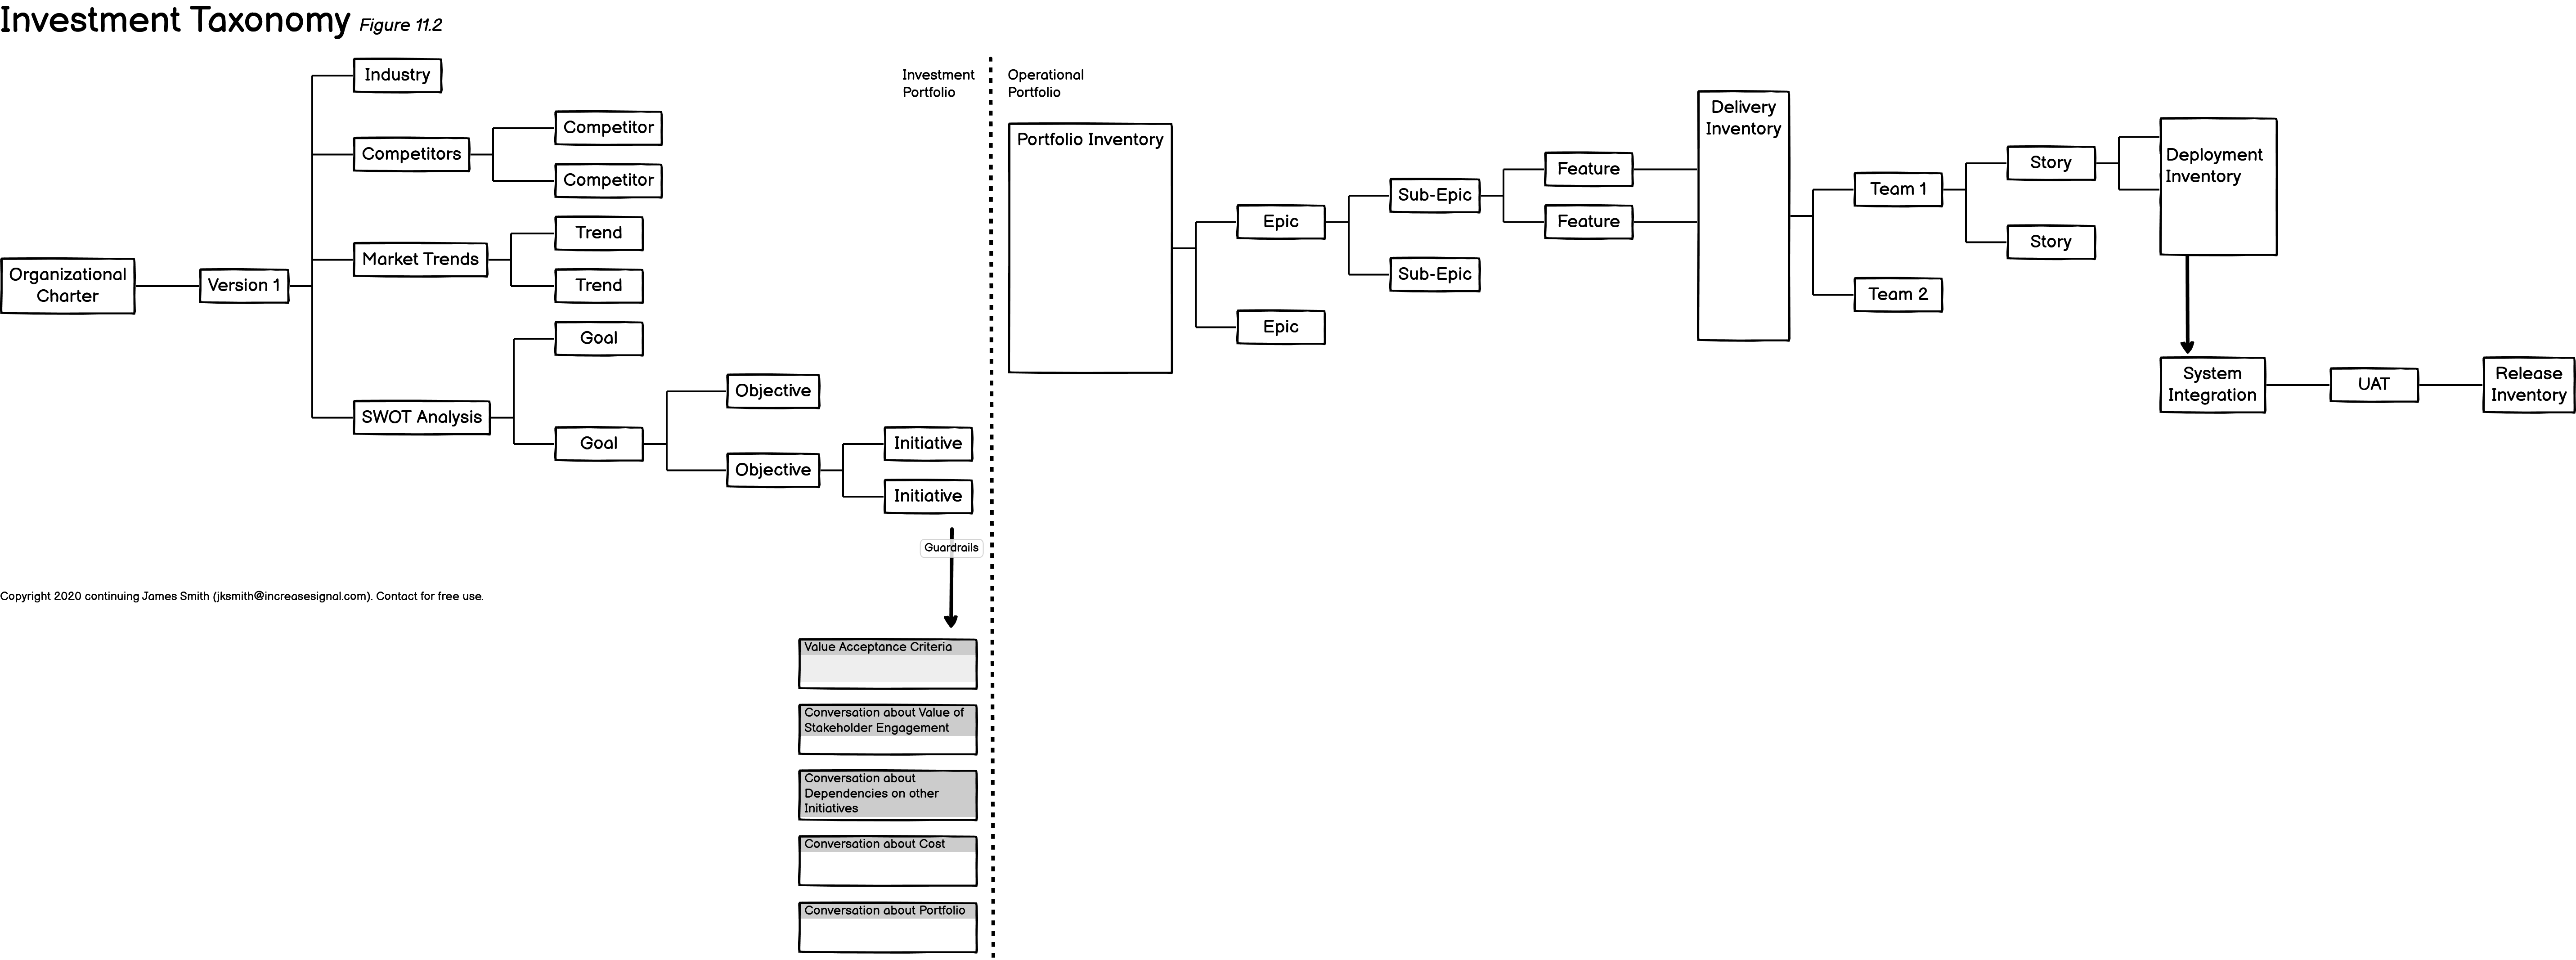 Investment Taxonomy Figure 11.2
Industry
Competitors
Competitor
Competitor
Market Trends
Trend
Trend
Organizational
Charter
Version 1
SWOT Analysis
Goal
Goal
Objective
Objective
Initiative
Initiative
Guardrails
Copyright 2020 continuing James Smith (jksmith@increasesignal.com). Contact for free use.
Value Acceptance Criteria
Conversation about Value of
Stakeholder Engagement
Conversation about
Dependencies on other
Initiatives
Conversation about Cost
Conversation about Portfolio
Investment
Portfolio
Operational
Portfolio
Portfolio Inventory
Epic
Epic
Sub-Epic
Sub-Epic
Feature
Feature
Delivery
Inventory
Team 1
Team 2
Story
Story
Deployment
Inventory
System
Integration
UAT
Release
Inventory